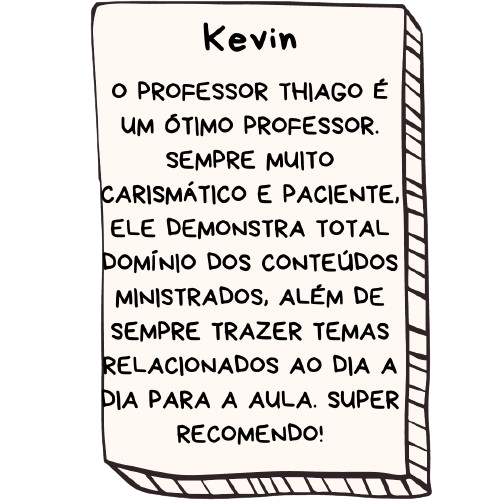 Kevin
O PROFESSOR THIAGO É
UM ÓTIMO PROFESSOR.
SEMPRE MUITO
CARISMÁTICO E PACIENTE,
ELE DEMONSTRA TOTAL
DOMÍNIO DOS CONTEÚDOS
MINISTRADOS, ALÉM DE
SEMPRE TRAZER TEMAS
RELACIONADOS AO DIA A
DIA PARA A AULA. SUPER
RECOMENDO!